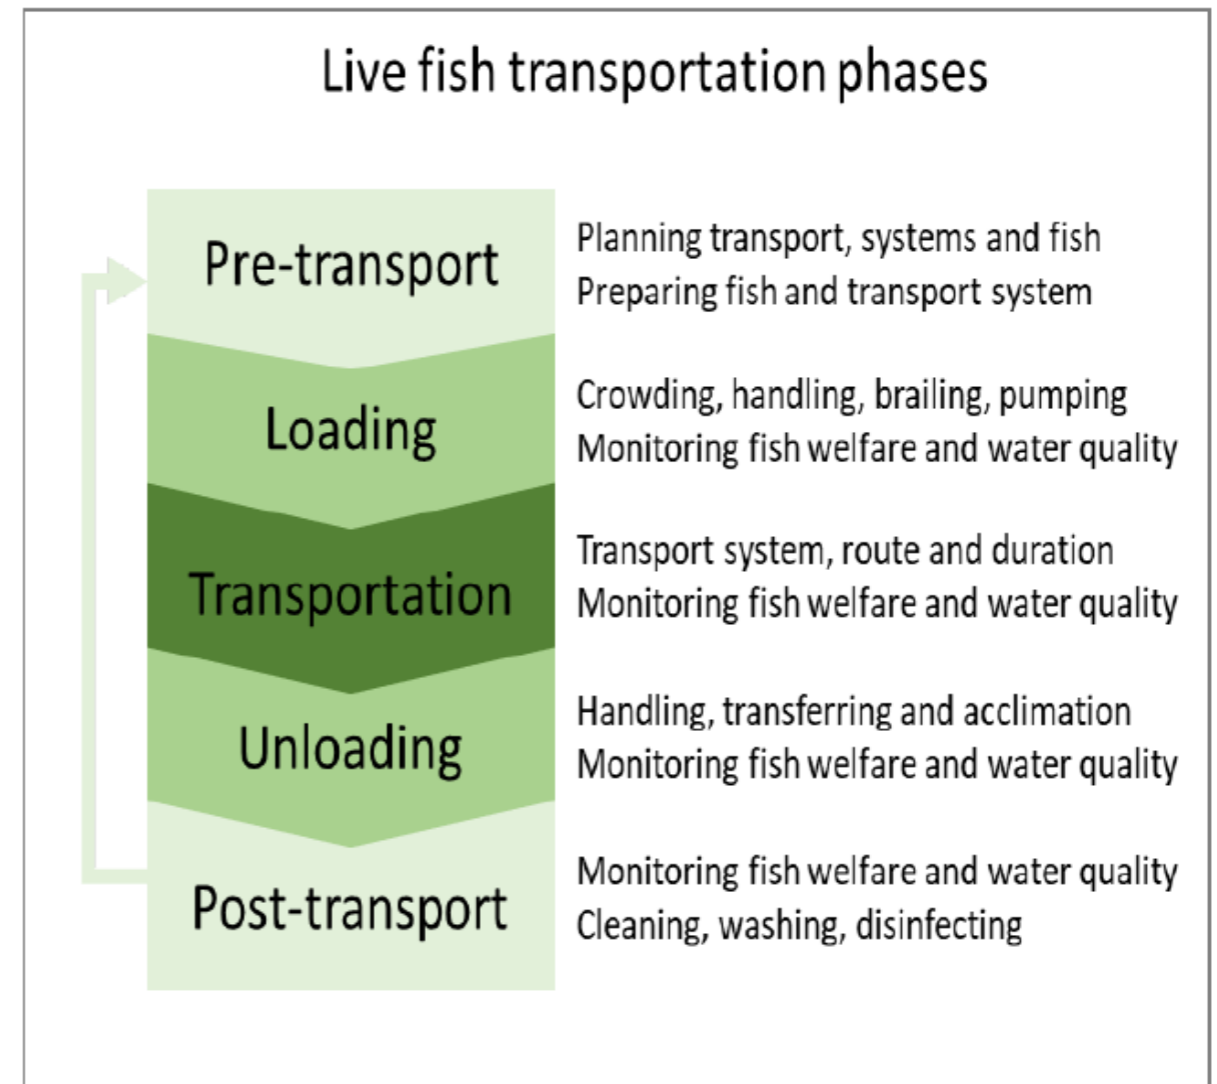 Live fish transportation phases
Pre-transport
Planning transport, systems and fish
Preparing fish and transport system
Loading
Crowding, handling, brailing, pumping
Monitoring fish welfare and water quality
Transportation
Transport system, route and duration
Monitoring fish welfare and water quality
Unloading
Handling, transferring and acclimation
Monitoring fish welfare and water quality
Post-transport
Monitoring fish welfare and water quality
Cleaning, washing, disinfecting